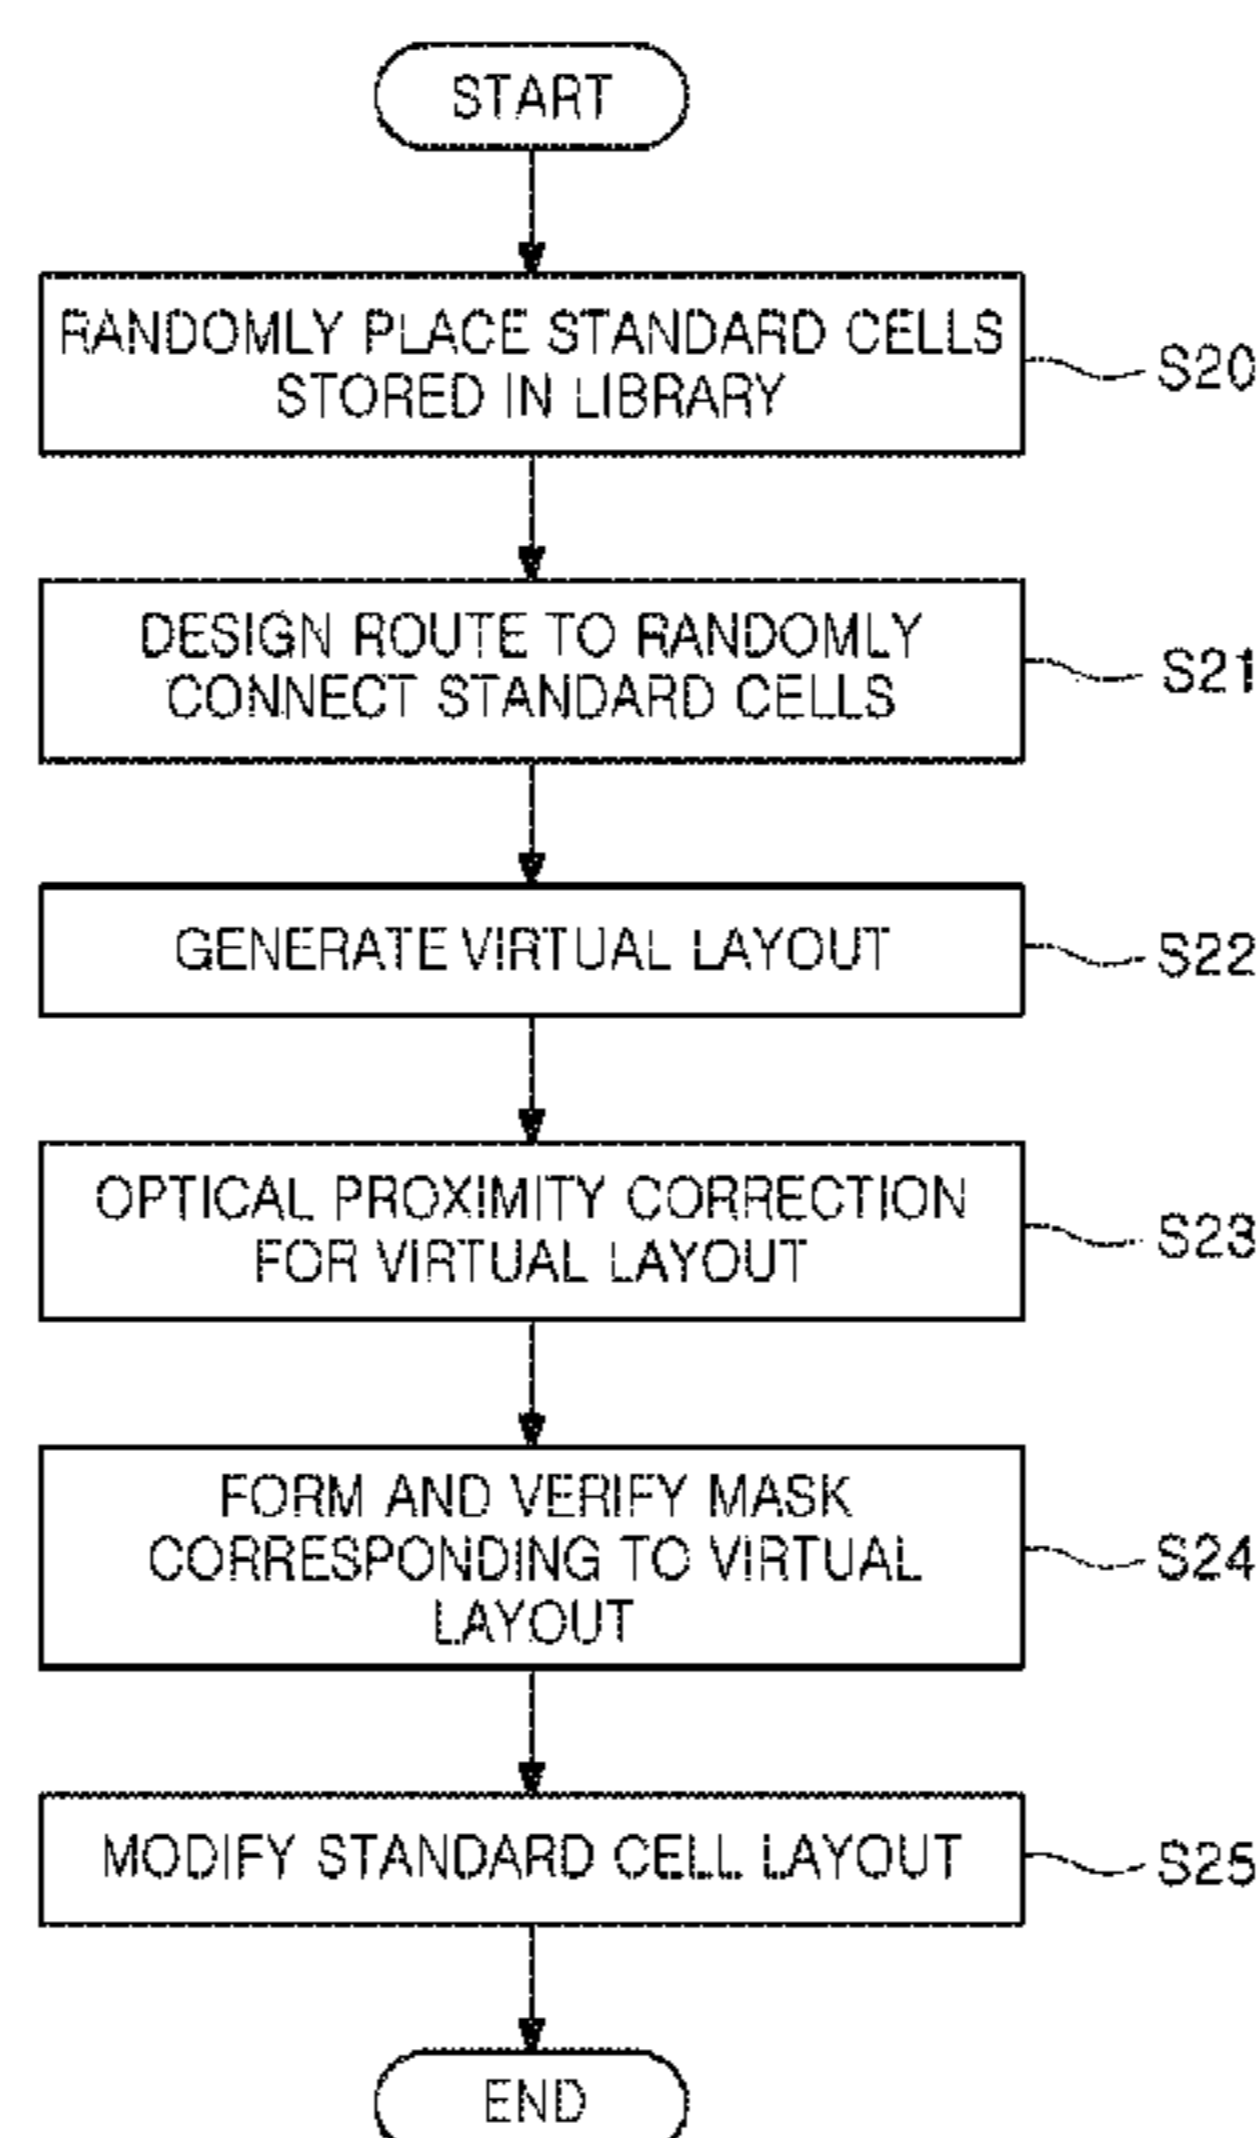 START
RANDOMLY PLACE STANDARD CELLS
STORED IN LIBRARY
S20
DESIGN ROUTE TO RANDOMLY
CONNECT STANDARD CELLS
S21
GENERATE VIRTUAL LAYOUT
S22
OPTICAL PROXIMITY CORRECTION
FOR VIRTUAL LAYOUT
S23
FORM AND VERIFY MASK
CORRESPONDING TO VIRTUAL
LAYOUT
S24
MODIFY STANDARD CELL LAYOUT
S25
END